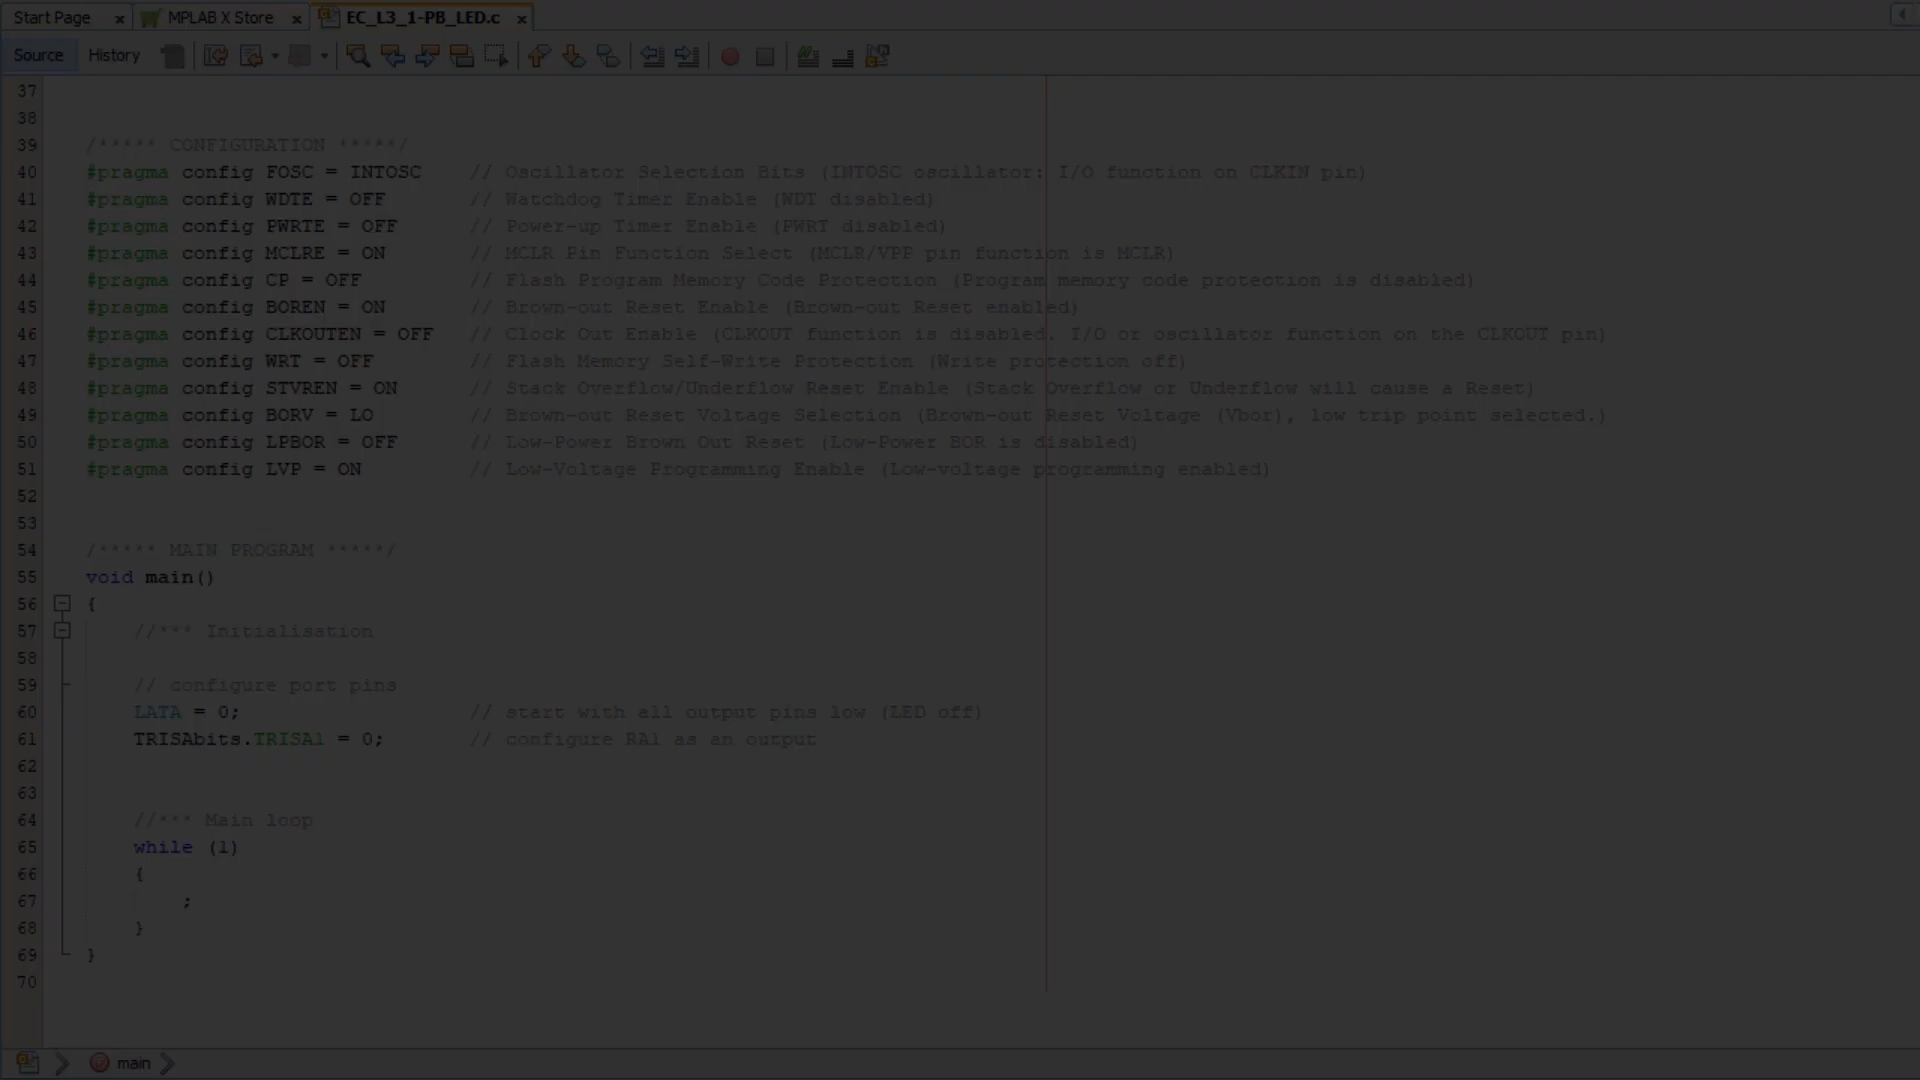 Start Page
MPLAB X Store
EC_L3_1-PB_LED.c
Source History
37
38
39 /***** CONFIGURATION *****/
40 #pragma config FOSC = INTOSC // Oscillator Selection Bits (INTOSC oscillator: I/O function on CLKIN pin)
41 #pragma config WDTE = OFF // Watchdog Timer Enable (WDT disabled)
42 #pragma config PWRTE = OFF // Power-up Timer Enable (PWRT disabled)
43 #pragma config MCLRE = ON // MCLR Pin Function Select (MCLR/VPP pin function is MCLR)
44 #pragma config CP = OFF // Flash Program Memory Code Protection (Program memory code protection is disabled)
45 #pragma config BOREN = ON // Brown-out Reset Enable (Brown-out Reset enabled)
46 #pragma config CLKOUTEN = OFF // Clock Out Enable (CLKOUT function is disabled. I/O or oscillator function on the CLKOUT pin)
47 #pragma config WRT = OFF // Flash Memory Self-Write Protection (Write protection off)
48 #pragma config STVREN = ON // Stack Overflow/Underflow Reset Enable (Stack Overflow or Underflow will cause a Reset)
49 #pragma config BORV = LO // Brown-out Reset Voltage Selection (Brown-out Reset Voltage (Vbor), low trip point selected.)
50 #pragma config LPBOR = OFF // Low-Power Brown Out Reset (Low-Power BOR is disabled)
51 #pragma config LVP = ON // Low-Voltage Programming Enable (Low-voltage programming enabled)
52
53
54 /***** MAIN PROGRAM *****/
55 void main()
56 {
57 //*** Initialisation
58
59 // configure port pins
60 LATA = 0; // start with all output pins low (LED off)
61 TRISAbits.TRISA1 = 0; // configure RA1 as an output
62
63
64 //*** Main loop
65 while (1)
66 {
67 ;
68 }
69 }
70
main